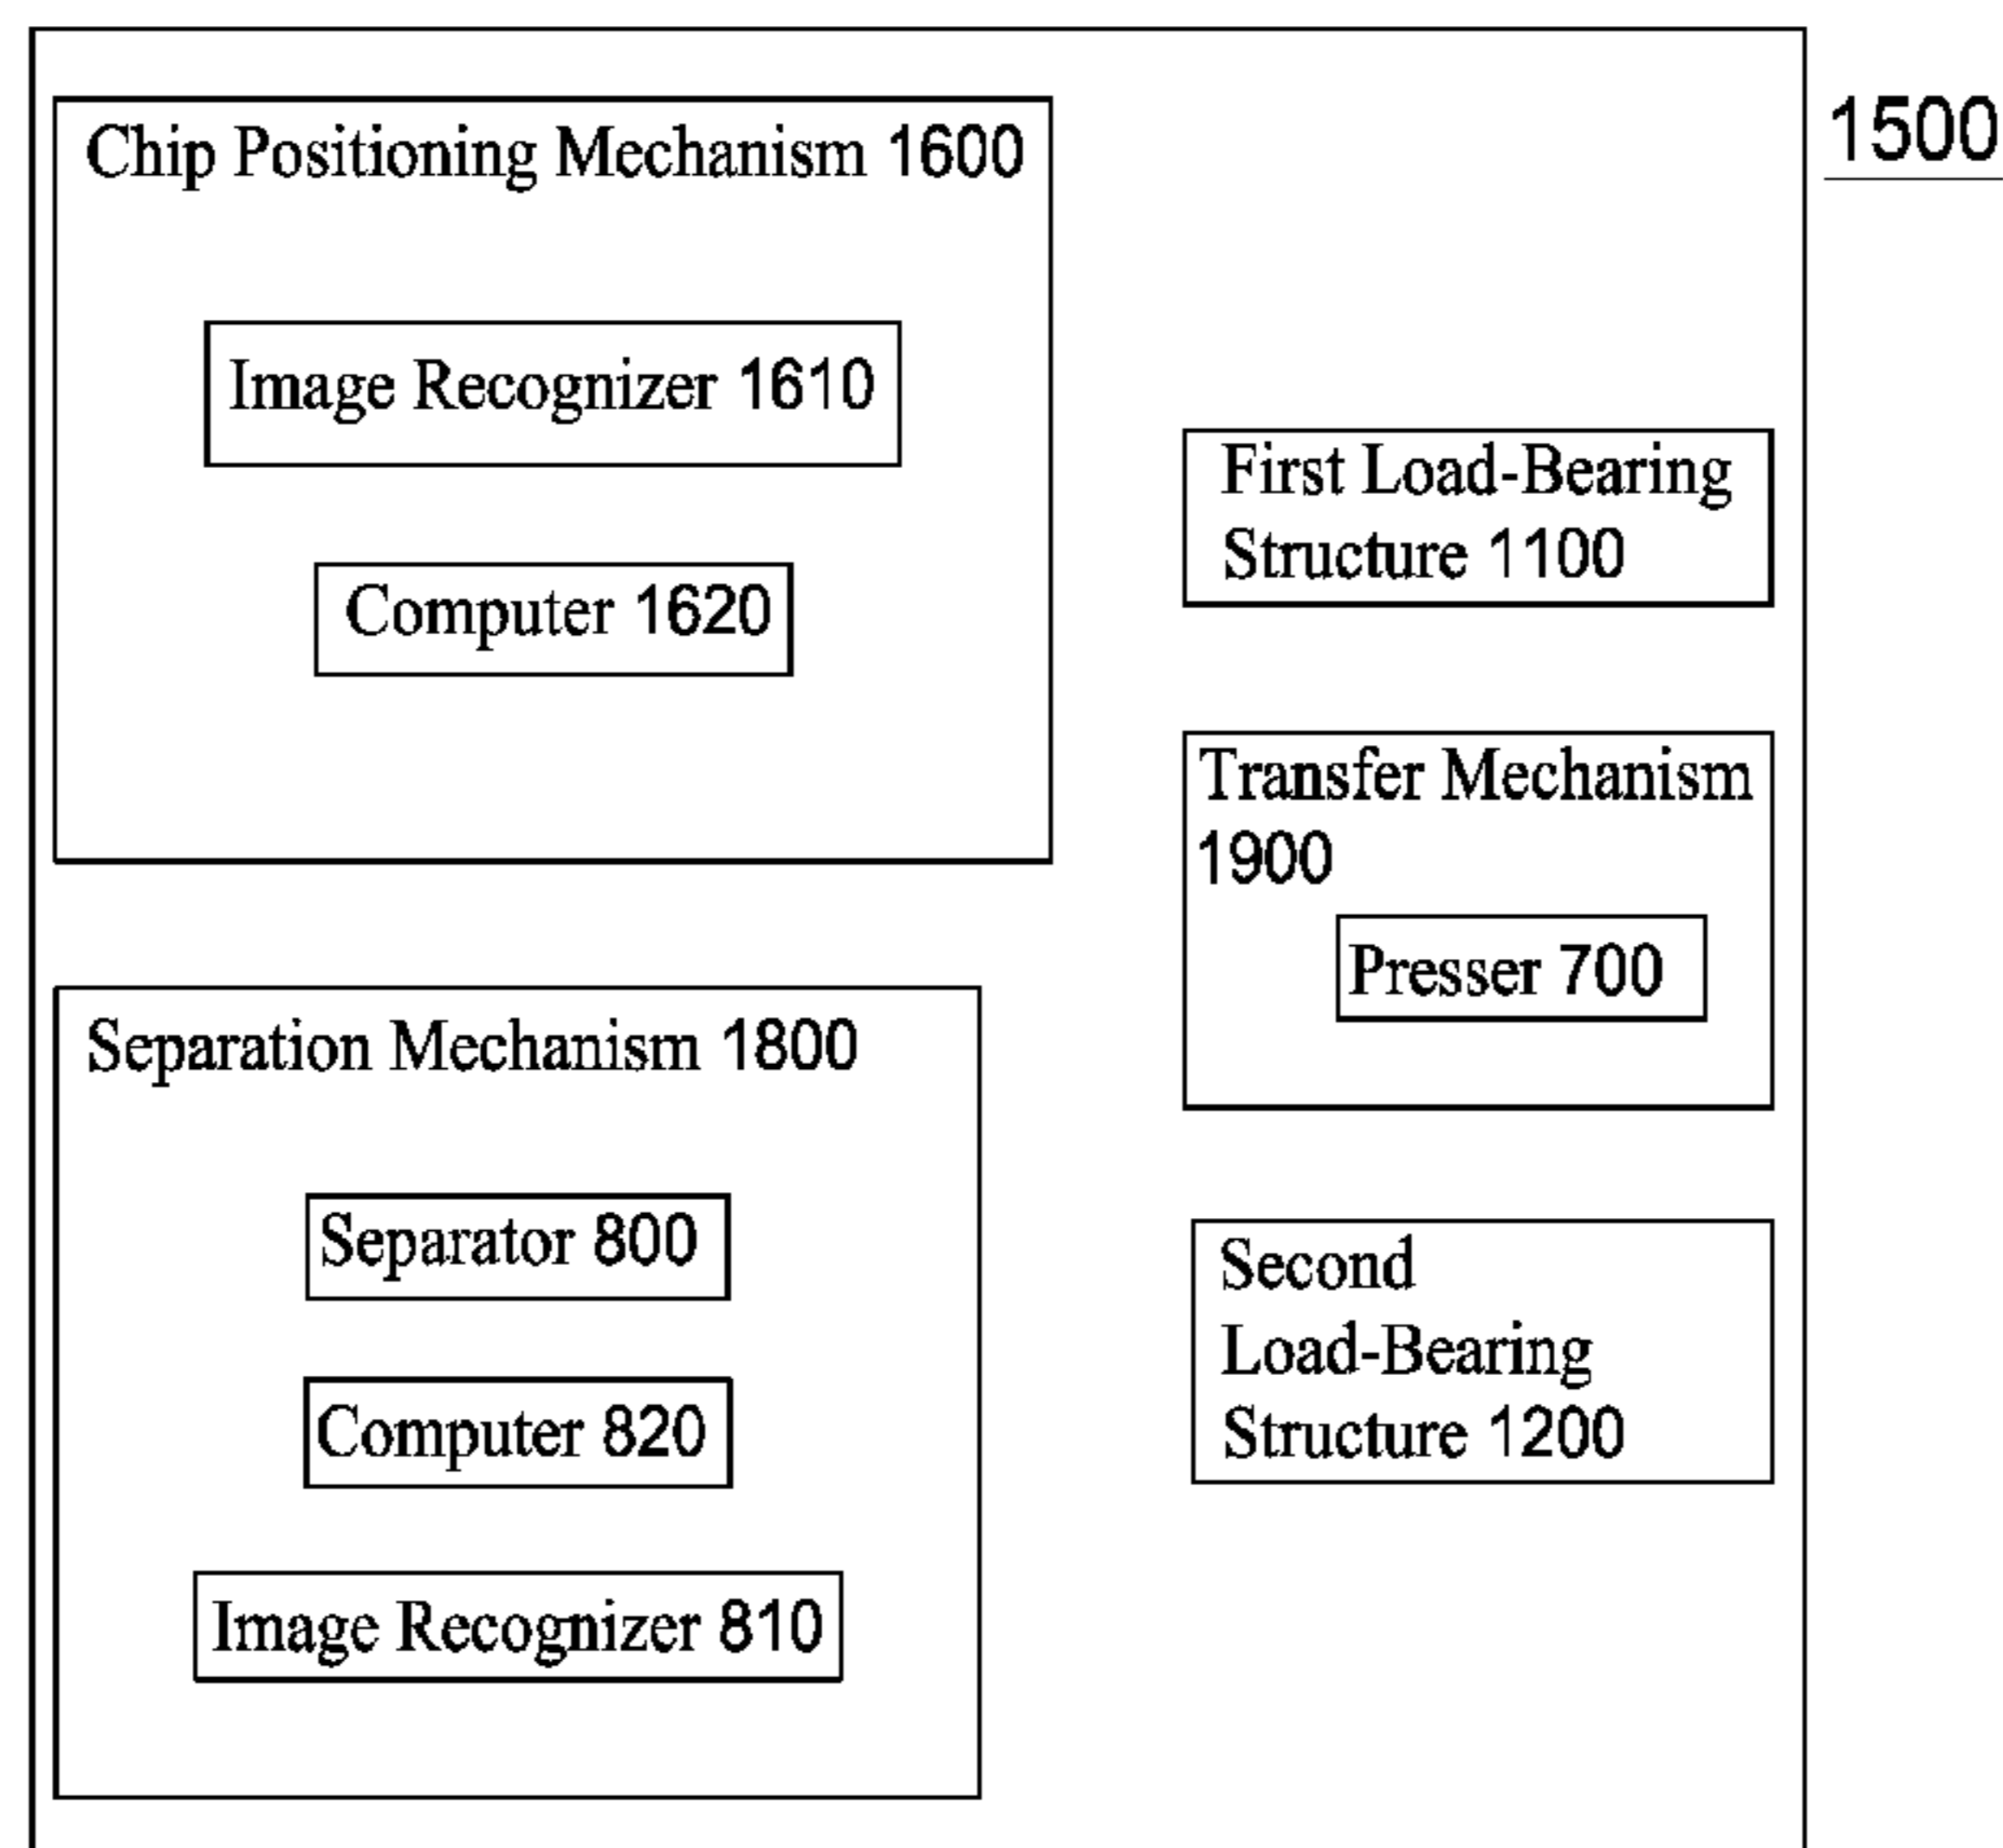 1500
Chip Positioning Mechanism 1600
Image Recognizer 1610
Computer 1620
First Load-Bearing
Structure 1100
Transfer Mechanism
1900
Presser 700
Separation Mechanism 1800
Separator 800
Computer 820
Image Recognizer 810
Second
Load-Bearing
Structure 1200